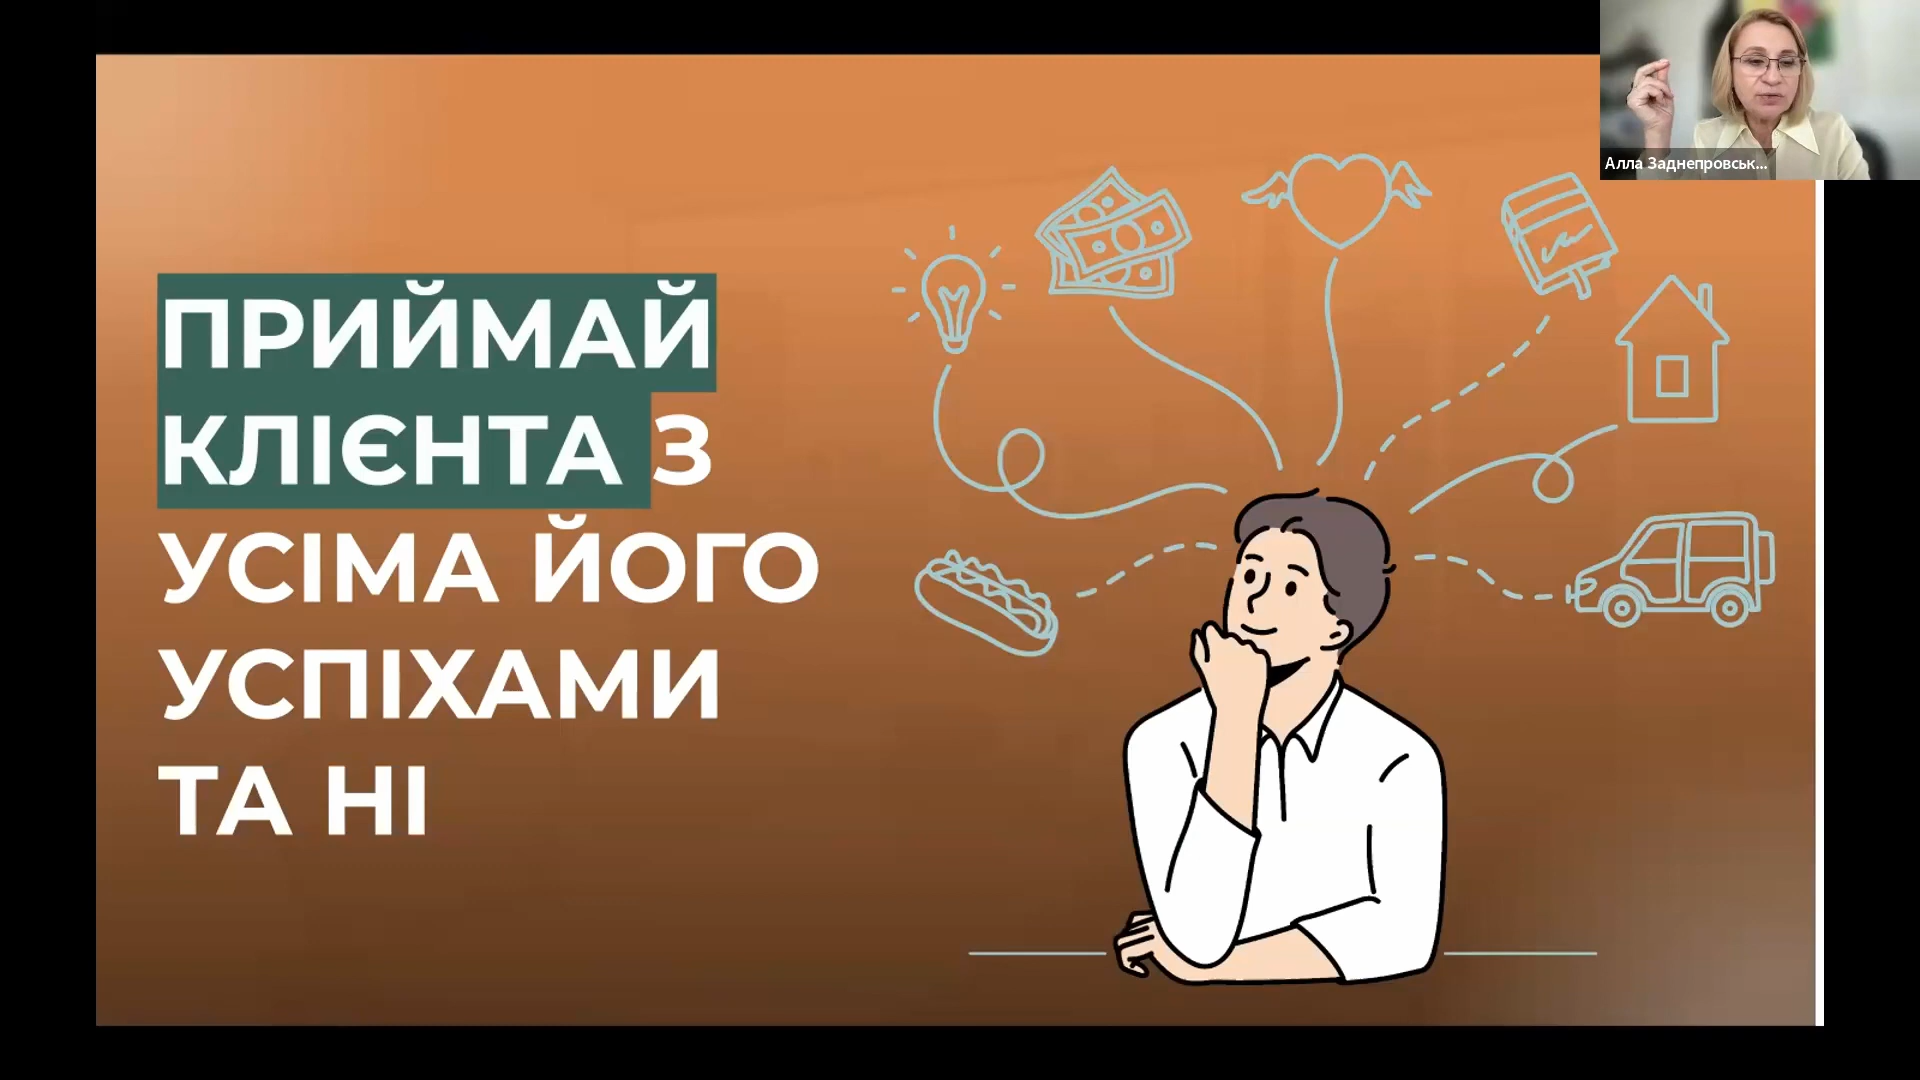 Алла Заднепровськ...
ПРИЙМАЙ
КЛІЄНТА З
УСІМА ЙОГО
УСПІХАМИ
ТА НІ